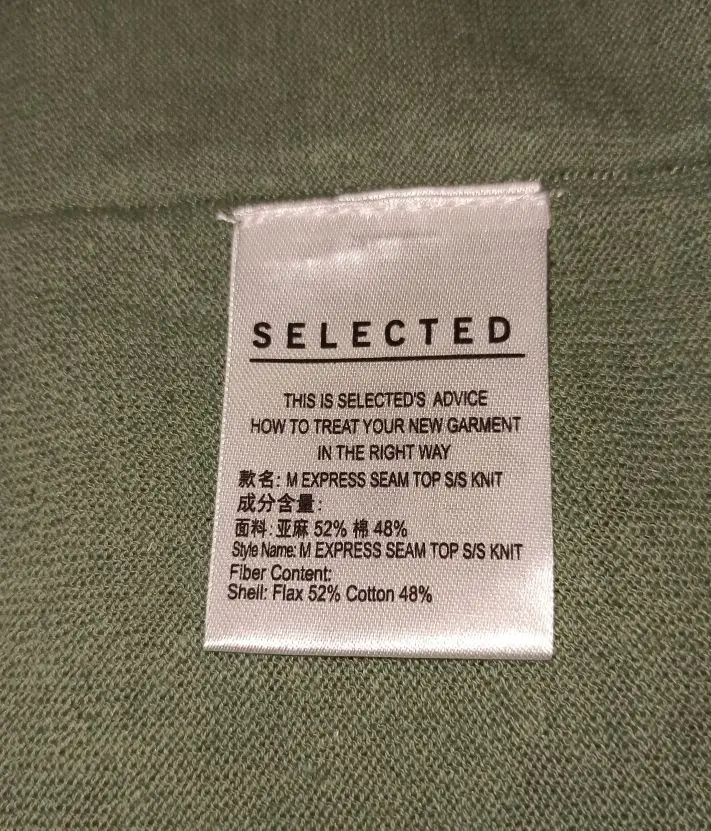 SELECTED
THIS IS SELECTED'S ADVICE
HOW TO TREAT YOUR NEW GARMENT
IN THE RIGHT WAY
款名: M EXPRESS SEAM TOP S/S KNIT
成分含量:
面料: 亚麻 52% 棉 48%
Style Name: M EXPRESS SEAM TOP S/S KNIT
Fiber Content:
Shell: Flax 52% Cotton 48%